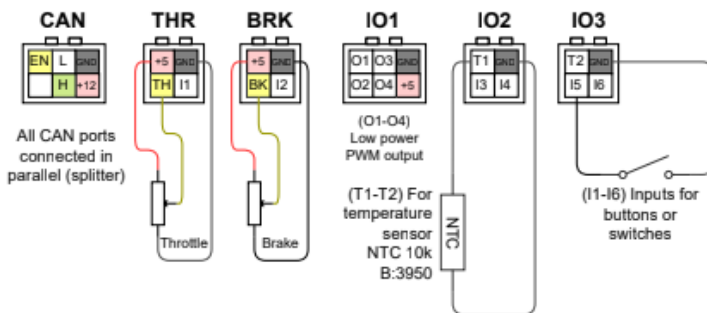 CAN
THR
BRK
IO1
IO2
IO3
EN L GND
H +12
+5 GND
TH I1
+5 GND
BK I2
O1 O3 GND
O2 O4 +5
T1 GND
I3 I4
T2 GND
I5 I6
All CAN ports
connected in
parallel (splitter)
Throttle
Brake
(O1-O4)
Low power
PWM output
(T1-T2) For
temperature
sensor
NTC 10k
B:3950
NTC
(I1-I6) Inputs for
buttons or
switches